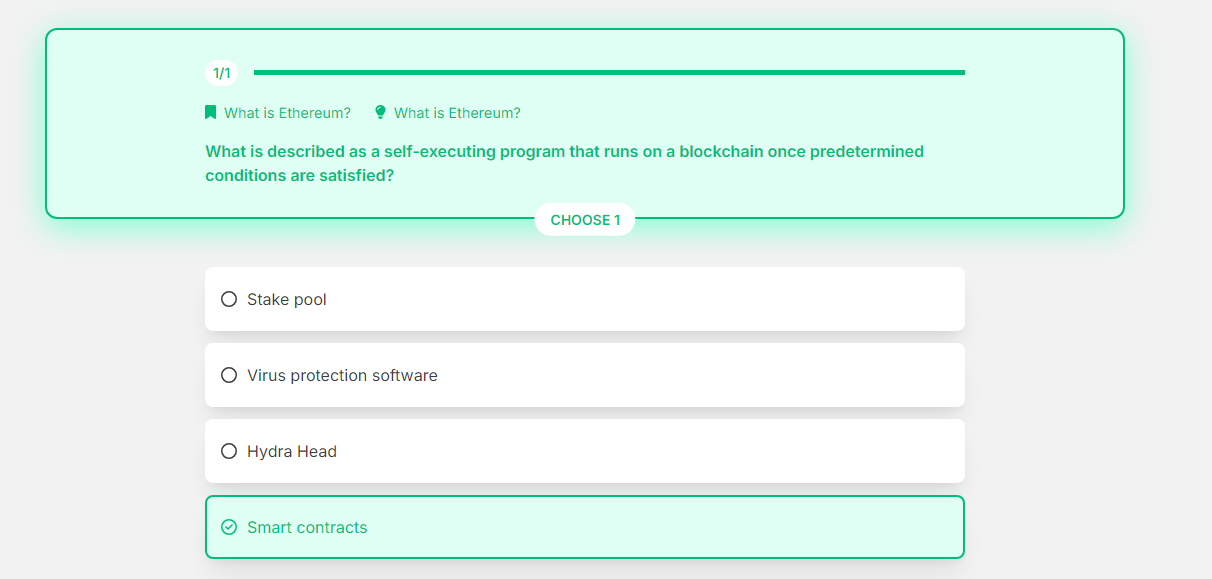 1/1
What is Ethereum? What is Ethereum?
What is described as a self-executing program that runs on a blockchain once predetermined
conditions are satisfied?
CHOOSE 1
Stake pool
Virus protection software
Hydra Head
Smart contracts